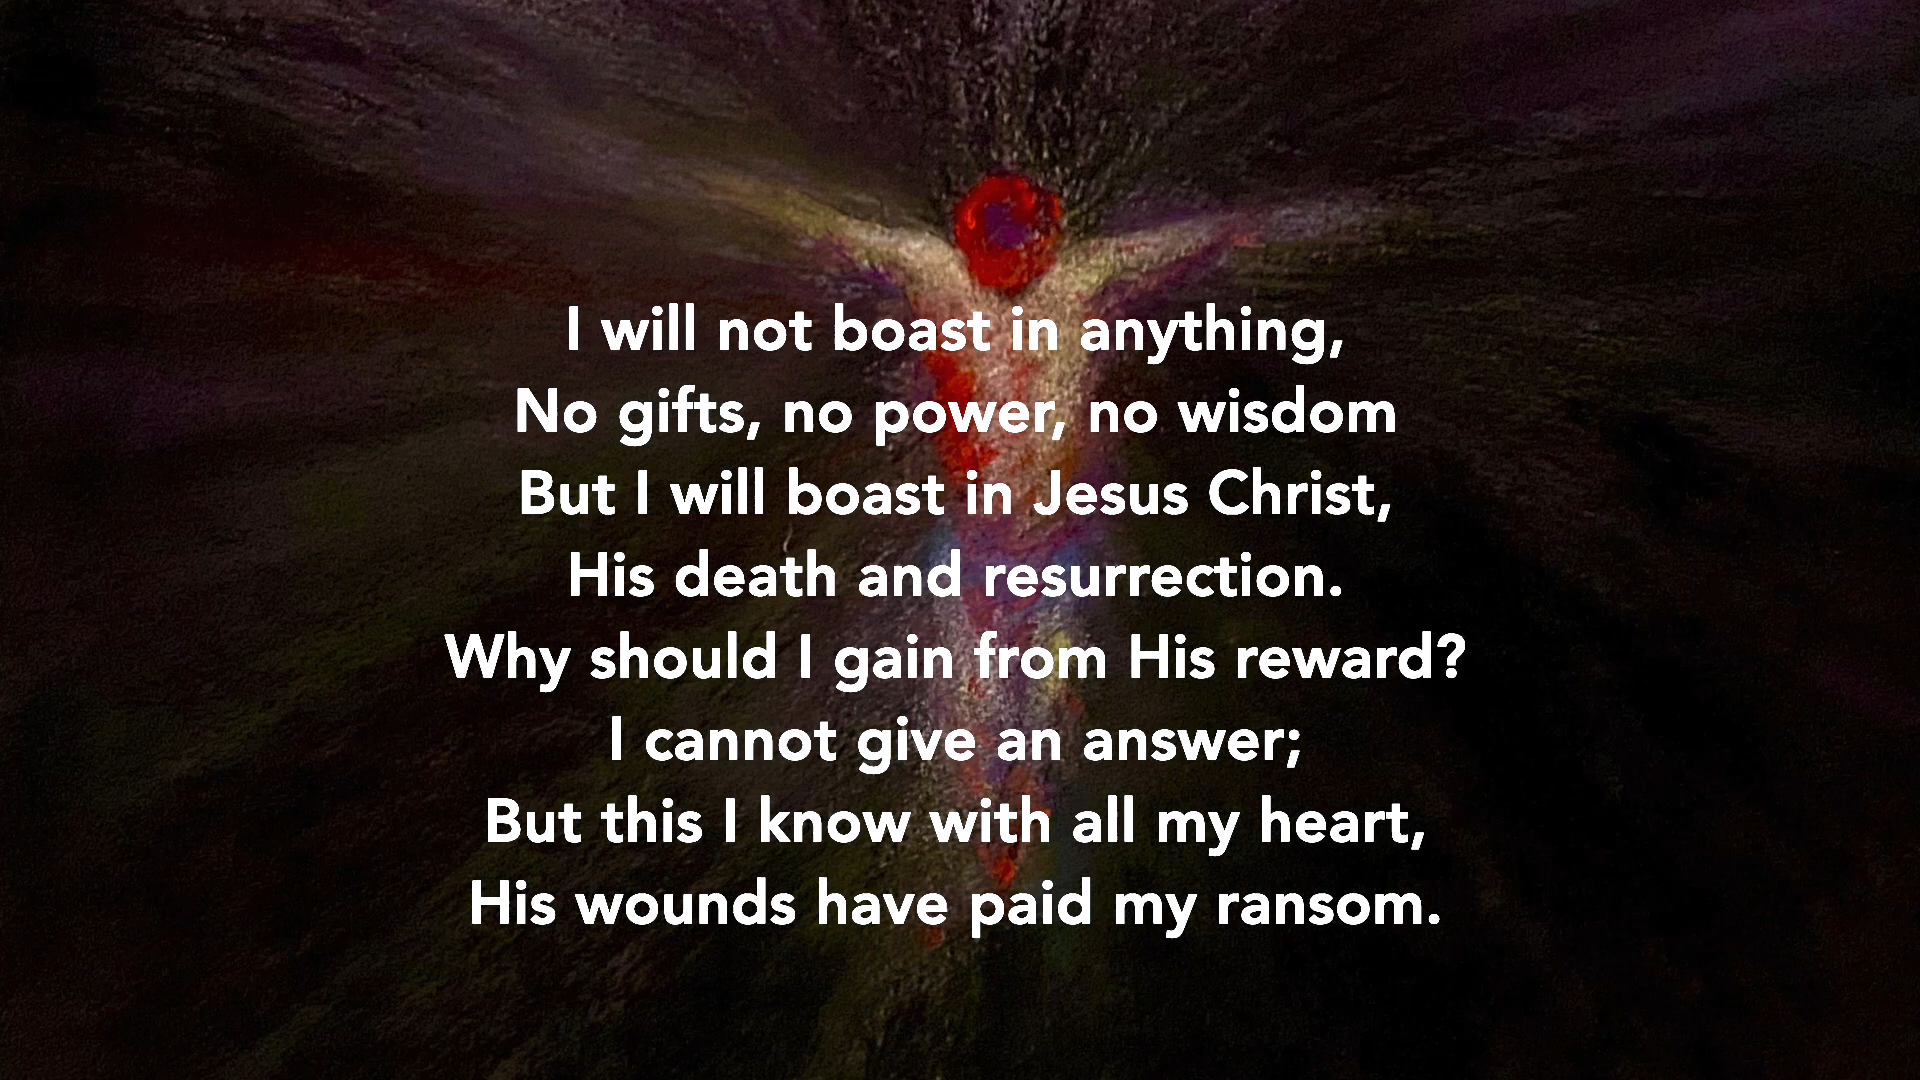 I will not boast in anything,
No gifts, no power, no wisdom
But I will boast in Jesus Christ,
His death and resurrection.
Why should I gain from His reward?
I cannot give an answer;
But this I know with all my heart,
His wounds have paid my ransom.